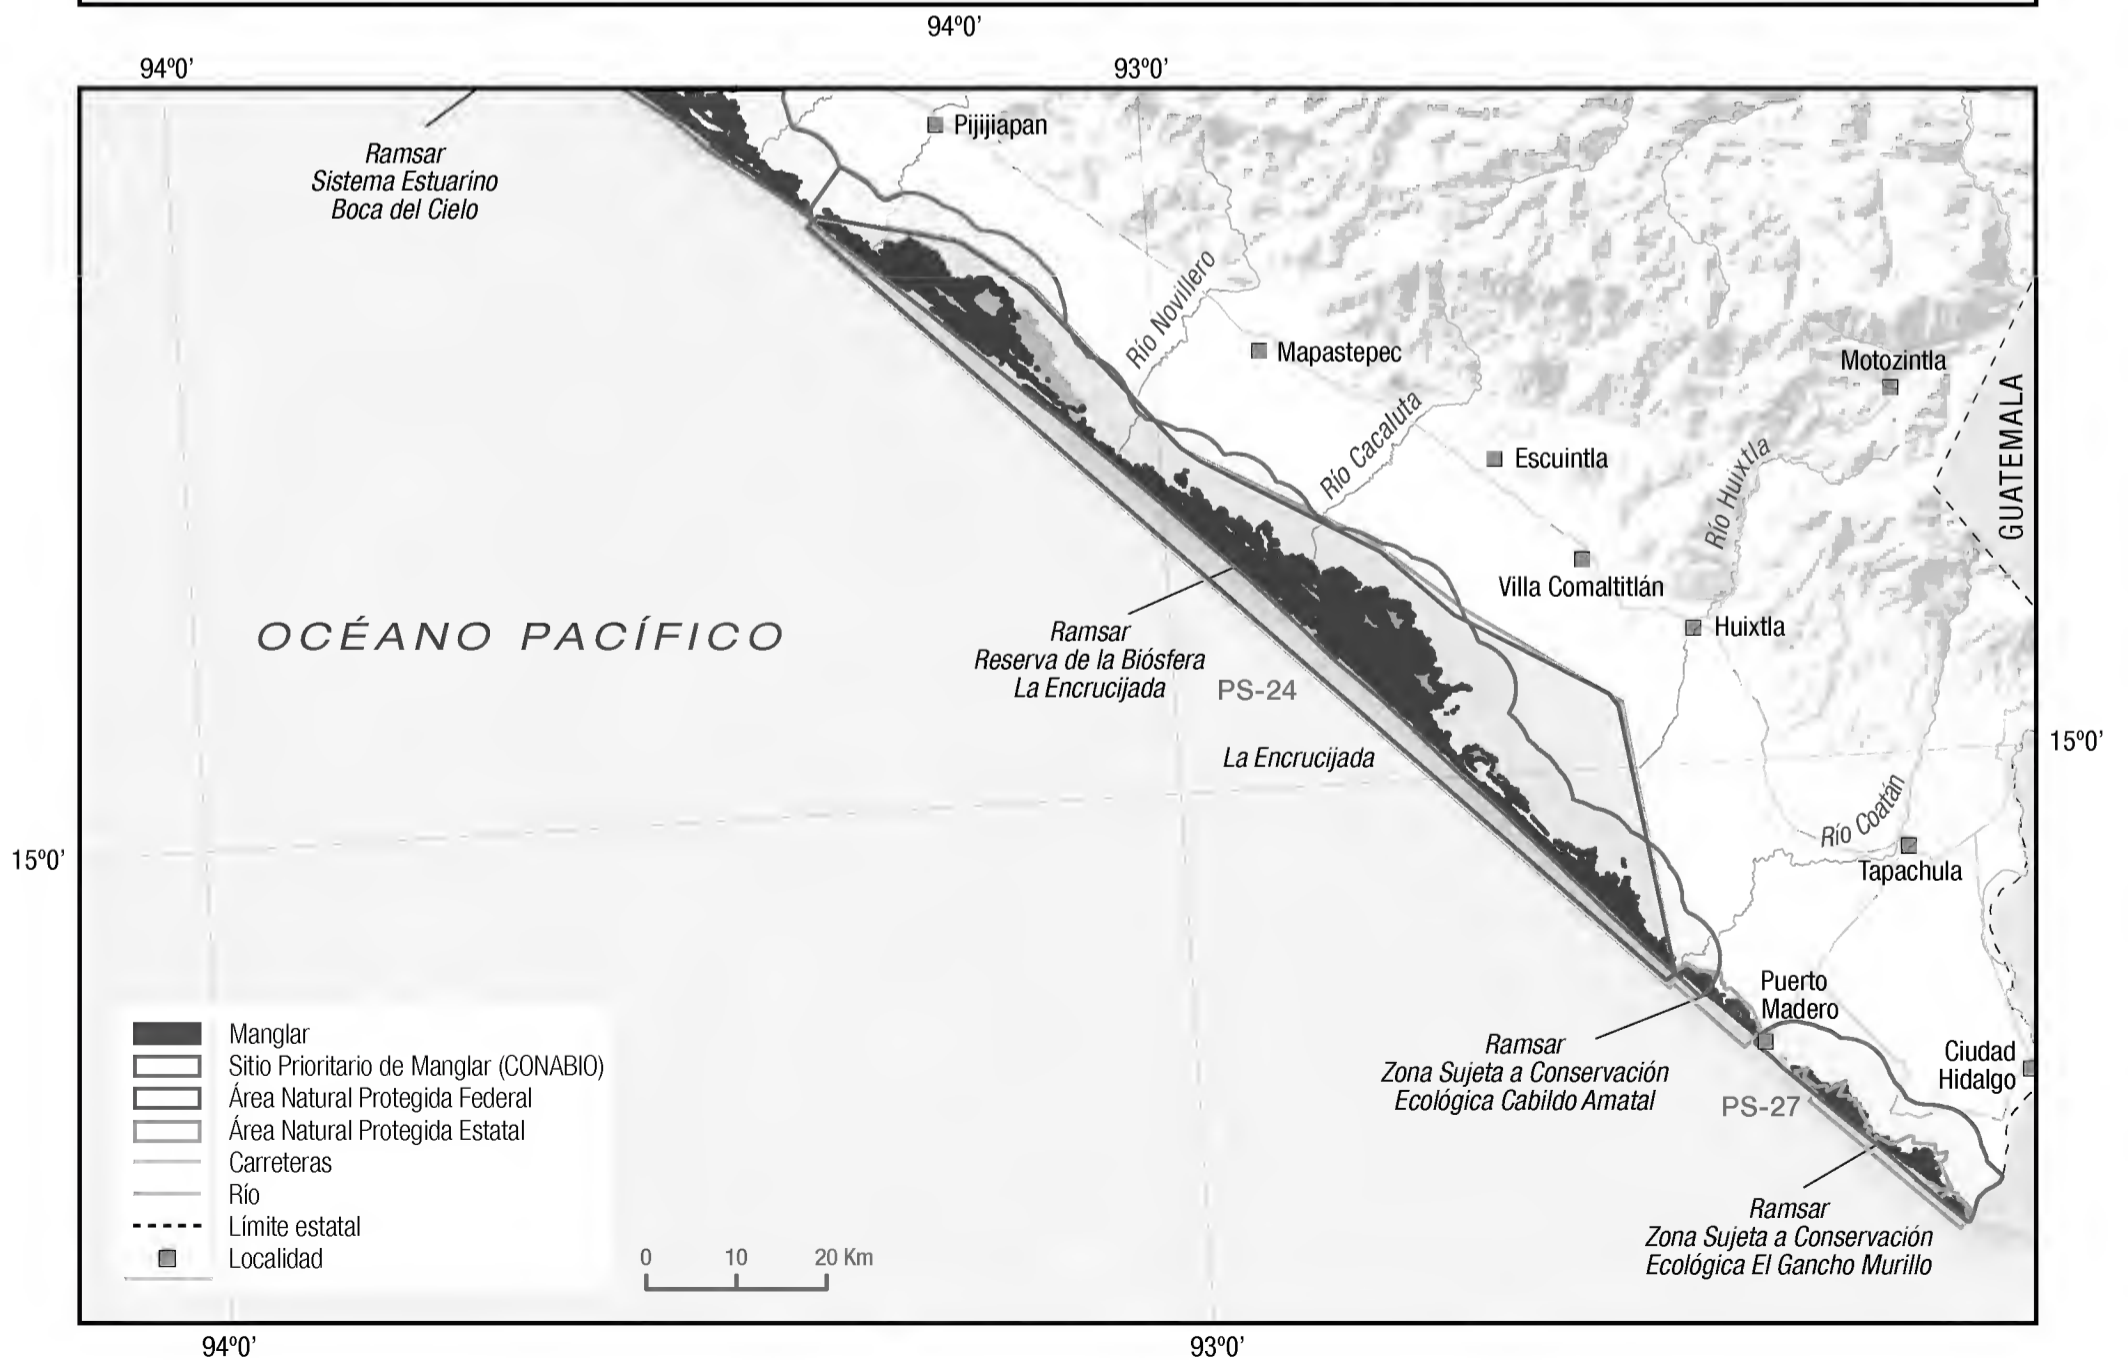 94º0'
94º0'
93º0'
Pijijiapan
Ramsar
Sistema Estuarino
Boca del Cielo
Río Novillero
Mapastepec
Motozintla
GUATEMALA
Río Cacaluta
Escuintla
Río Huixtla
Villa Comaltitlán
OCÉANO PACÍFICO
Huixtla
Ramsar
Reserva de la Biósfera
La Encrucijada
PS-24
La Encrucijada
15º0'
Río Coatán
15º0'
Tapachula
Puerto
Madero
Ramsar
Zona Sujeta a Conservación
Ecológica Cabildo Amatal
Ciudad
Hidalgo
PS-27
Ramsar
Zona Sujeta a Conservación
Ecológica El Gancho Murillo
Manglar
Sitio Prioritario de Manglar (CONABIO)
Área Natural Protegida Federal
Área Natural Protegida Estatal
Carreteras
Río
Límite estatal
Localidad
0 10 20 Km
94º0'
93º0'